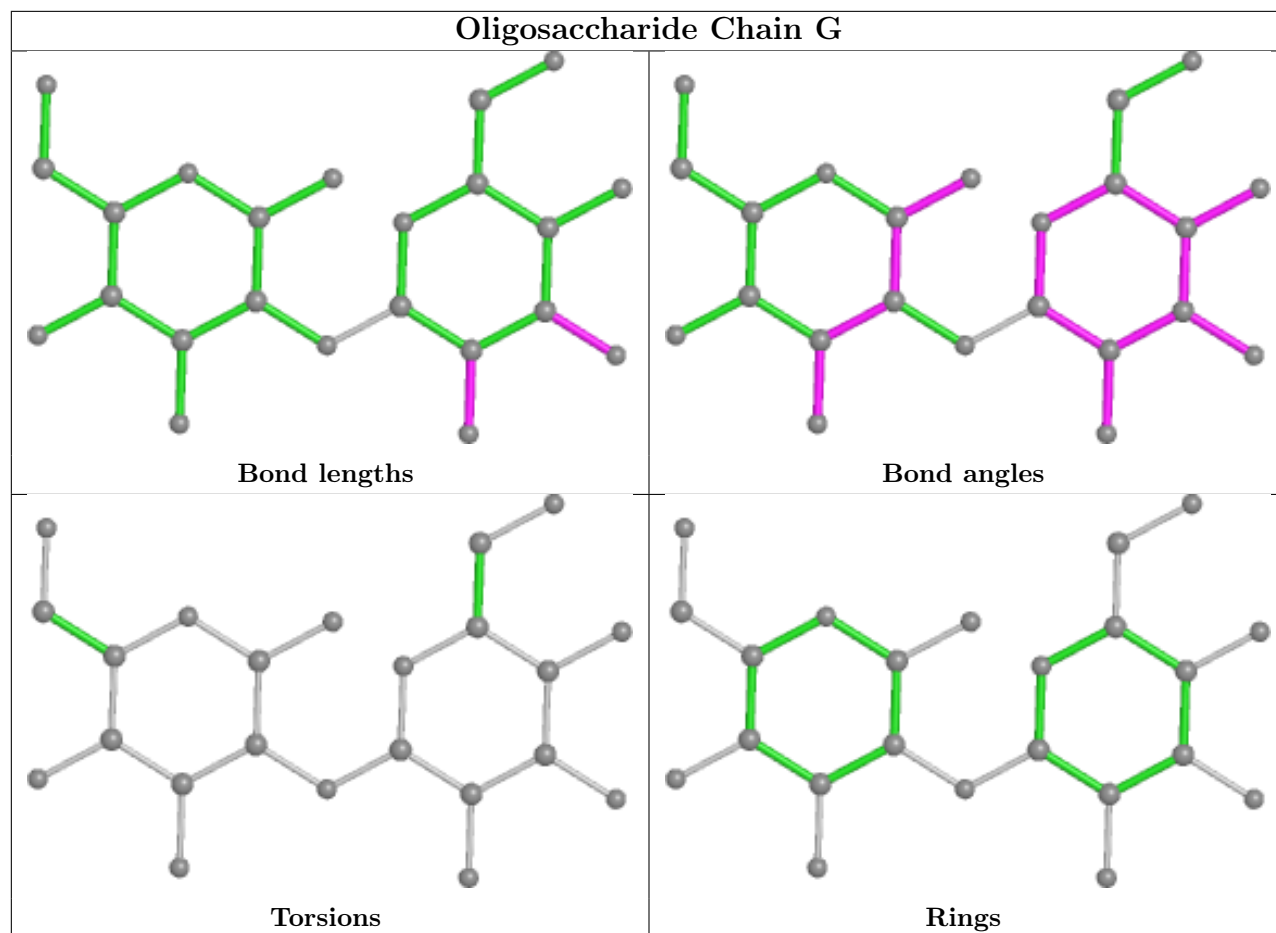 Oligosaccharide Chain G
Bond lengths
Bond angles
Torsions
Rings